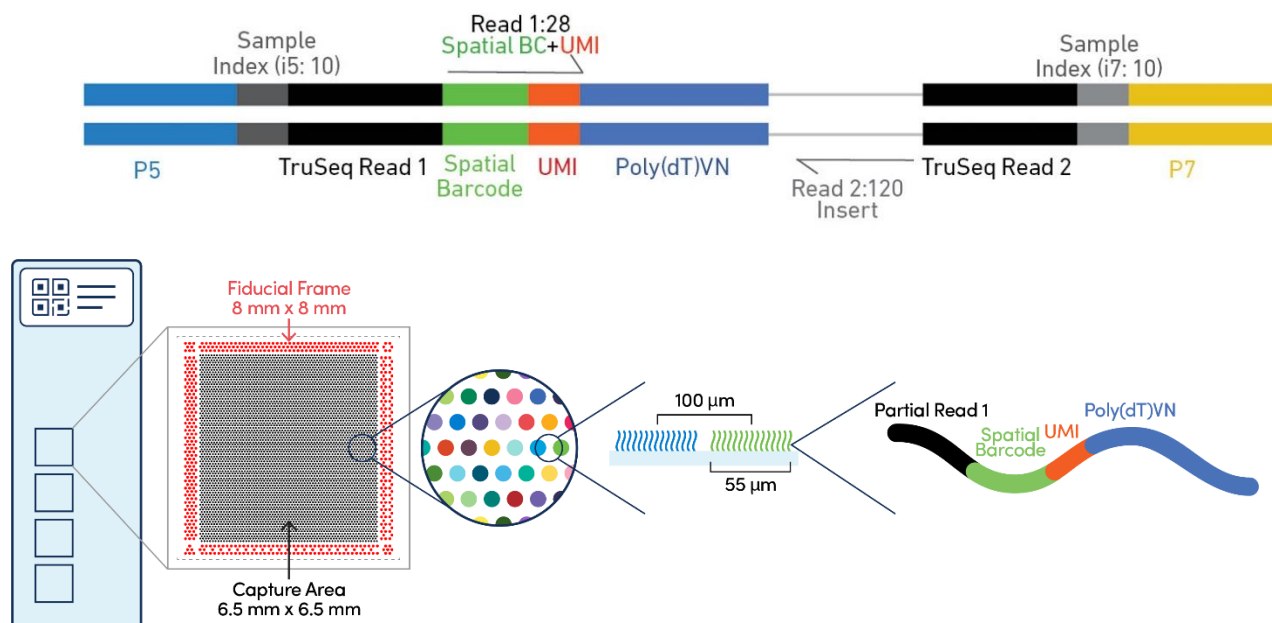 Read 1:28
Spatial BC+UMI
Sample
Index (i5: 10)
Sample
Index (i7: 10)
P5
TruSeq Read 1
Spatial
Barcode
UMI
Poly(dT)VN
Read 2:120
Insert
TruSeq Read 2
P7
Fiducial Frame
8 mm x 8 mm
Capture Area
6.5 mm x 6.5 mm
100 µm
55 µm
Partial Read 1
Spatial
Barcode
UMI
Poly(dT)VN